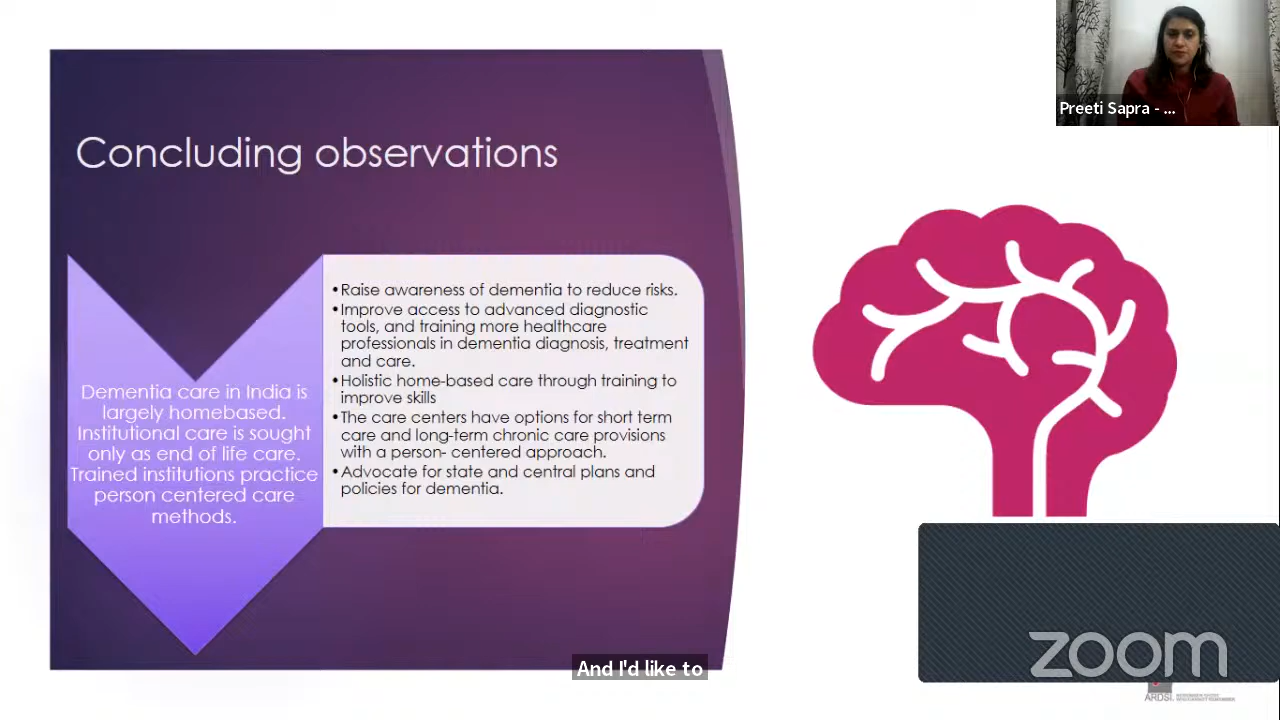 Preeti Sapra - ...
Concluding observations
Dementia care in India is
largely homebased.
Institutional care is sought
only as end of life care.
Trained institutions practice
person centered care
methods.
•Raise awareness of dementia to reduce risks.
•Improve access to advanced diagnostic
tools, and training more healthcare
professionals in dementia diagnosis, treatment
and care.
•Holistic home-based care through training to
improve skills
•The care centers have options for short term
care and long-term chronic care provisions
with a person- centered approach.
•Advocate for state and central plans and
policies for dementia.
And I'd like to
zoom
ARDSI